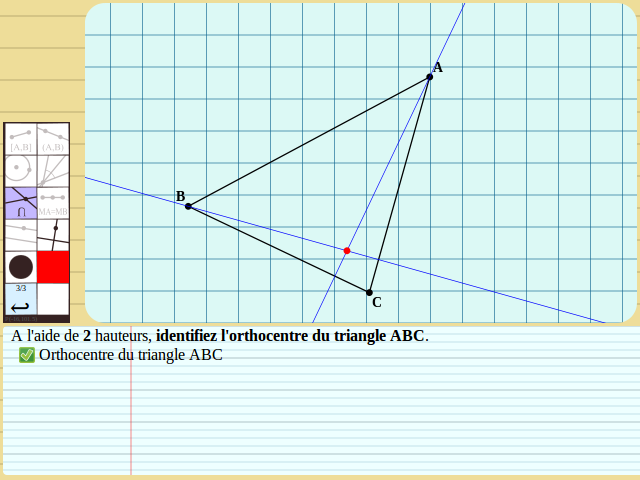 A
B
C
[A,B]
(A,B)
MA=MB
3/3
A l'aide de 2 hauteurs, identifiez l'orthocentre du triangle ABC.
Orthocentre du triangle ABC